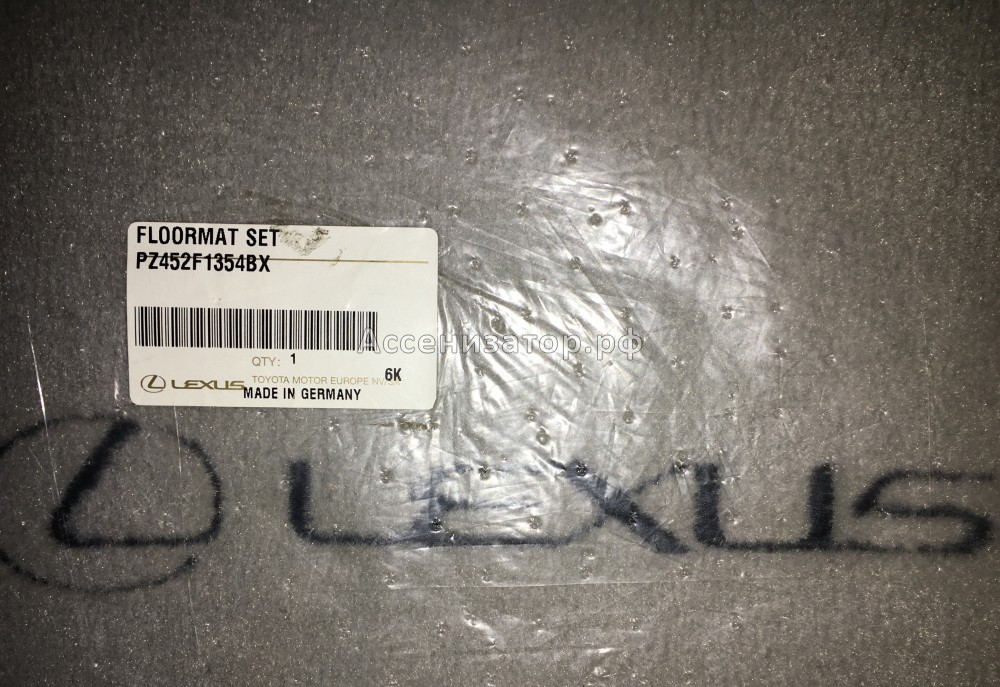 FLOORMAT SET
PZ452F1354BX
Ассенизатор.рф
QTY: 1
6K
LEXUS TOYOTA MOTOR EUROPE NV/SA
MADE IN GERMANY
LEXUS